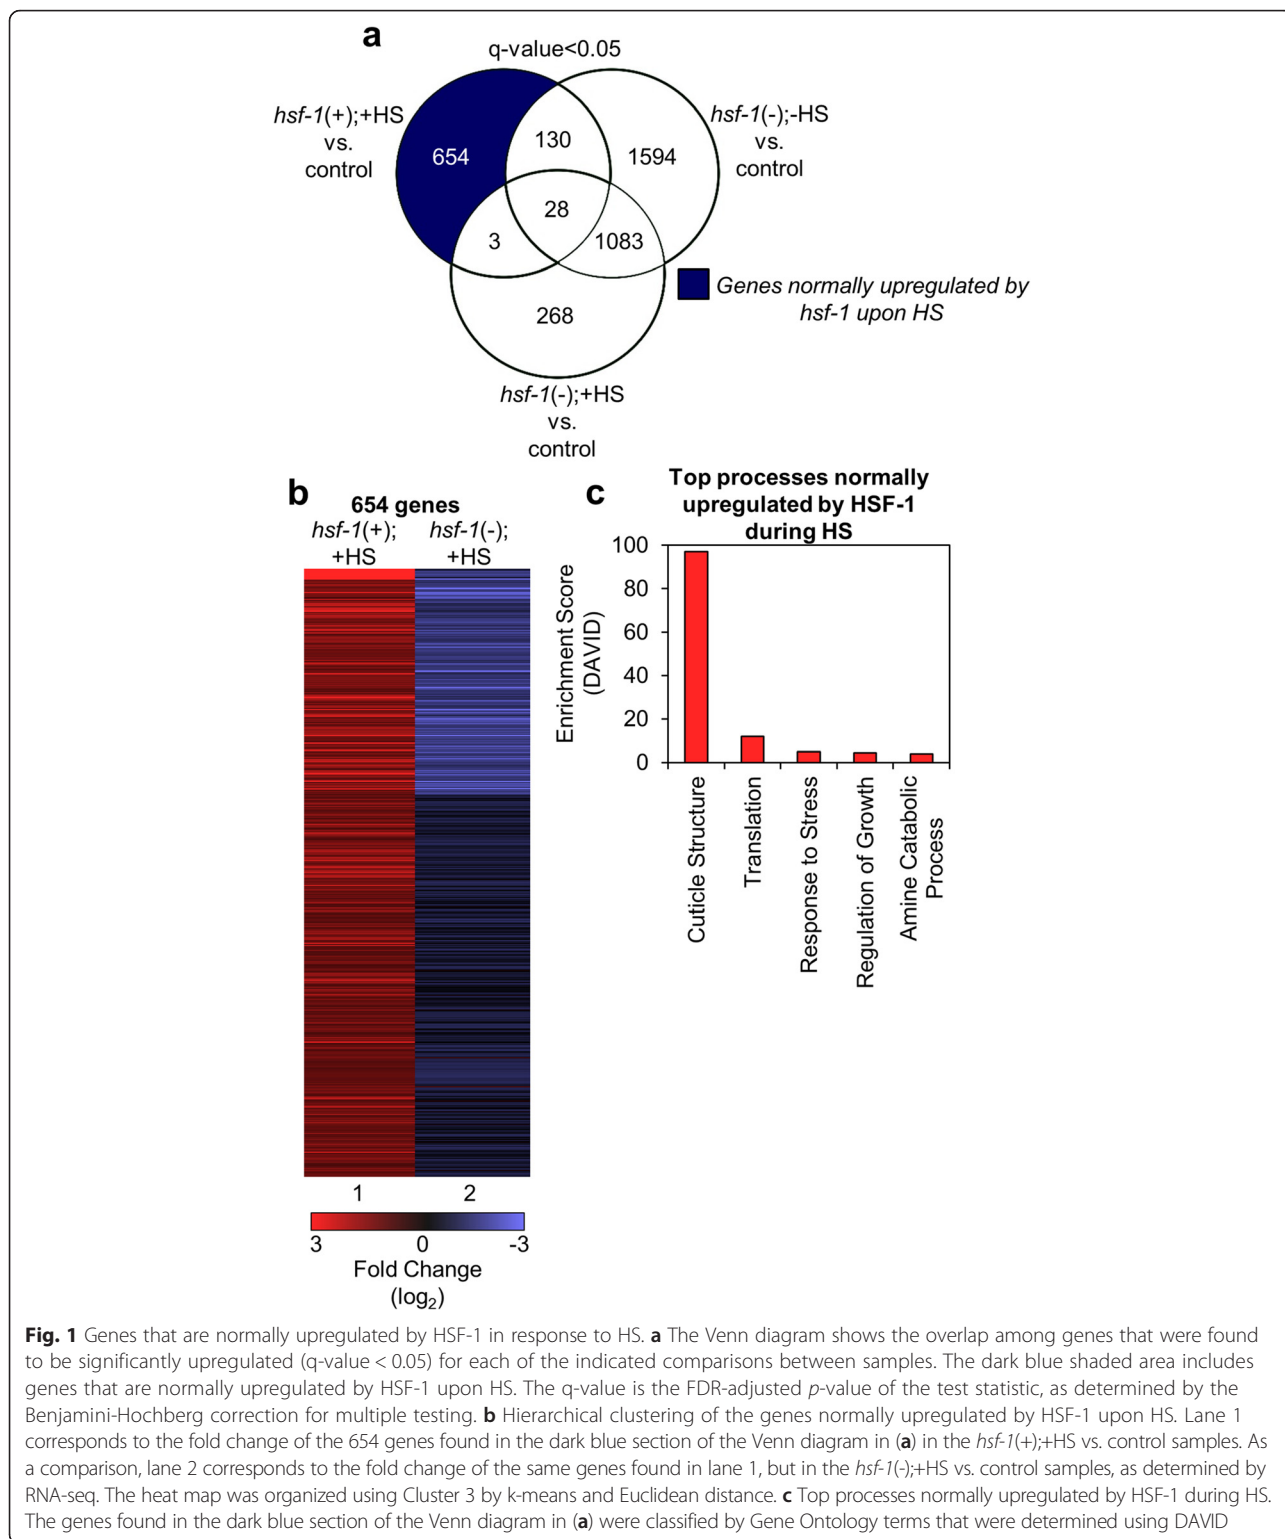 a
q-value<0.05
hsf-1(+);+HS
vs.
control
hsf-1(-);-HS
vs.
control
654
130
1594
28
3
1083
268
Genes normally upregulated by
hsf-1 upon HS
hsf-1(-);+HS
vs.
control
b
654 genes
hsf-1(+);
+HS
hsf-1(-);
+HS
1
2
3
0
-3
Fold Change
(log2)
c
Top processes normally
upregulated by HSF-1
during HS
Enrichment Score
(DAVID)
100
80
60
40
20
0
Cuticle Structure
Translation
Response to Stress
Regulation of Growth
Amine Catabolic
Process
Fig. 1 Genes that are normally upregulated by HSF-1 in response to HS. a The Venn diagram shows the overlap among genes that were found
to be significantly upregulated (q-value < 0.05) for each of the indicated comparisons between samples. The dark blue shaded area includes
genes that are normally upregulated by HSF-1 upon HS. The q-value is the FDR-adjusted p-value of the test statistic, as determined by the
Benjamini-Hochberg correction for multiple testing. b Hierarchical clustering of the genes normally upregulated by HSF-1 upon HS. Lane 1
corresponds to the fold change of the 654 genes found in the dark blue section of the Venn diagram in (a) in the hsf-1(+);+HS vs. control samples. As
a comparison, lane 2 corresponds to the fold change of the same genes found in lane 1, but in the hsf-1(-);+HS vs. control samples, as determined by
RNA-seq. The heat map was organized using Cluster 3 by k-means and Euclidean distance. c Top processes normally upregulated by HSF-1 during HS.
The genes found in the dark blue section of the Venn diagram in (a) were classified by Gene Ontology terms that were determined using DAVID